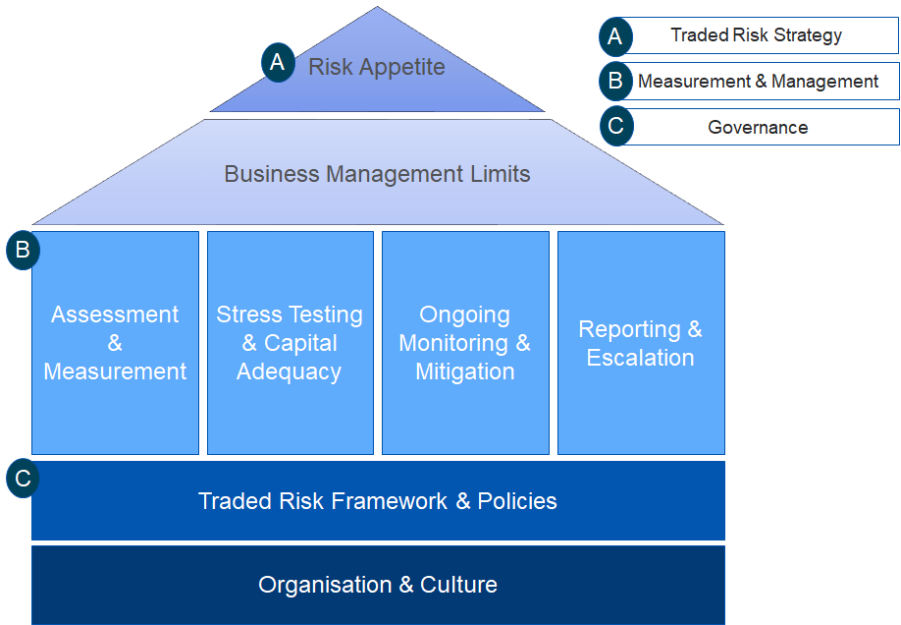 A
Risk Appetite
A
Traded Risk Strategy
B
Measurement & Management
C
Governance
Business Management Limits
B
Assessment
&
Measurement
Stress Testing
& Capital
Adequacy
Ongoing
Monitoring &
Mitigation
Reporting &
Escalation
C
Traded Risk Framework & Policies
Organisation & Culture